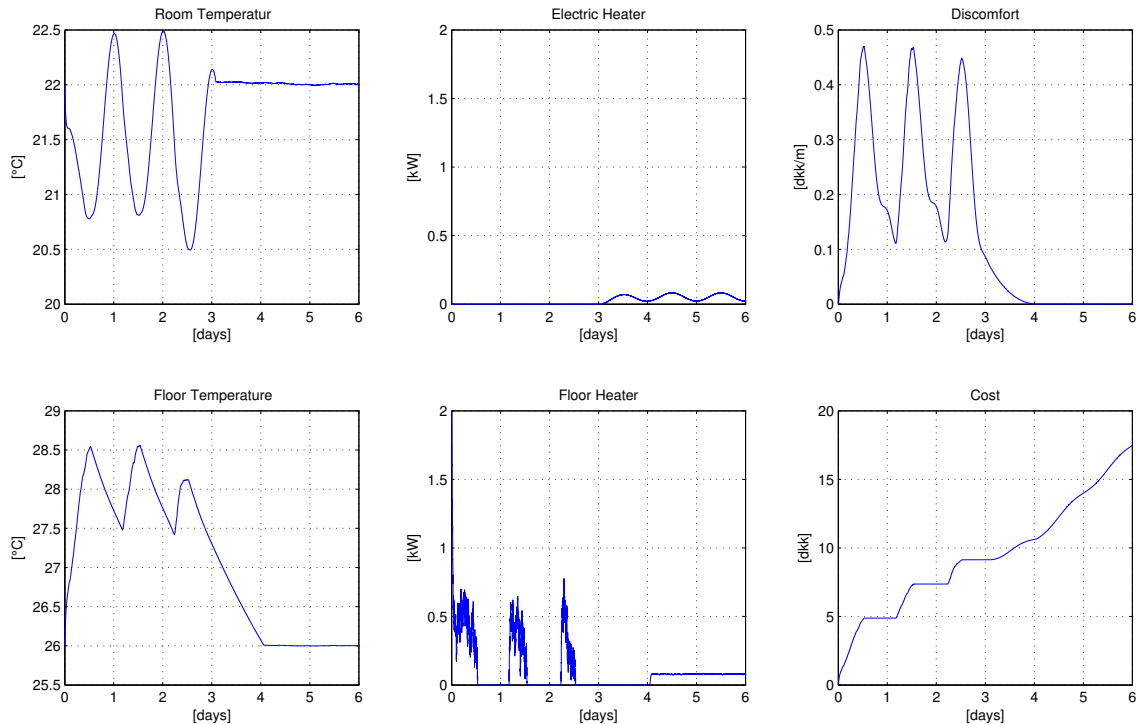 Room Temperatur
22.5
22
21.5
21
20.5
20
[°C]
0 1 2 3 4 5 6
[days]
Electric Heater
2
1.5
1
0.5
0
[kW]
0 1 2 3 4 5 6
[days]
Discomfort
0.5
0.4
0.3
0.2
0.1
0
[dkk/m]
0 1 2 3 4 5 6
[days]
Floor Temperature
29
28.5
28
27.5
27
26.5
26
25.5
[°C]
0 1 2 3 4 5 6
[days]
Floor Heater
2
1.5
1
0.5
0
[kW]
0 1 2 3 4 5 6
[days]
Cost
20
15
10
5
0
[dkk]
0 1 2 3 4 5 6
[days]